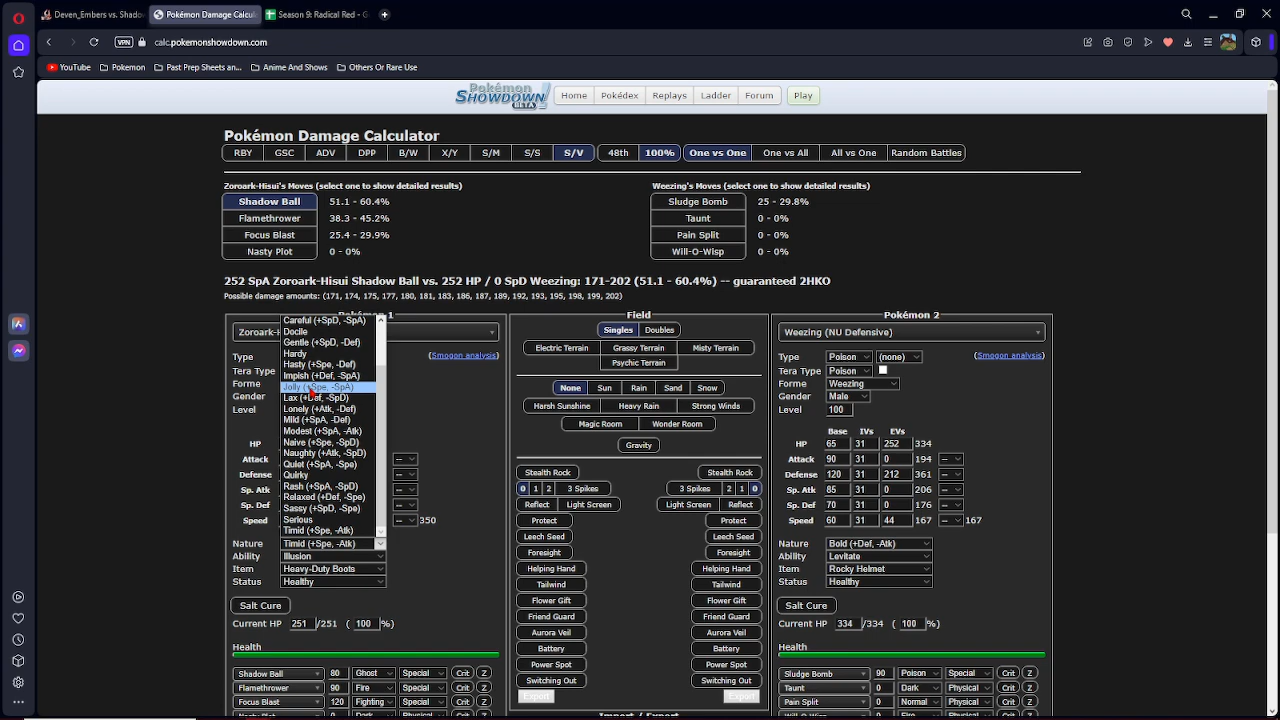 Deven_Embers vs. Shado
Pokémon Damage Calcu
Season 9: Radical Red - G
VPN
calc.pokemonshowdown.com
YouTube
Pokemon
Past Prep Sheets an...
Anime And Shows
Others Or Rare Use
Pokémon SHOWDOWN! BETA
Home Pokédex Replays Ladder Forum Play
Pokémon Damage Calculator
RBY GSC ADV DPP B/W X/Y S/M S/S S/V 48th 100% One vs One One vs All All vs One Random Battles
Zoroark-Hisui's Moves (select one to show detailed results)
Shadow Ball 51.1 - 60.4%
Flamethrower 38.3 - 45.2%
Focus Blast 25.4 - 29.9%
Nasty Plot 0 - 0%
Weezing's Moves (select one to show detailed results)
Sludge Bomb 25 - 29.8%
Taunt 0 - 0%
Pain Split 0 - 0%
Will-O-Wisp 0 - 0%
252 SpA Zoroark-Hisui Shadow Ball vs. 252 HP / 0 SpD Weezing: 171-202 (51.1 - 60.4%) -- guaranteed 2HKO
Possible damage amounts: (171, 174, 175, 177, 180, 181, 183, 186, 187, 189, 192, 193, 195, 198, 199, 202)
Zoroark-H
Type (Smogon analysis)
Tera Type
Forme
Gender
Level
HP
Attack --
Defense --
Sp. Atk --
Sp. Def --
Speed -- 350
Careful (+SpD, -SpA)
Docile
Gentle (+SpD, -Def)
Hardy
Hasty (+Spe, -Def)
Impish (+Def, -SpA)
Jolly (+Spe, -SpA)
Lax (+Def, -SpD)
Lonely (+Atk, -Def)
Mild (+SpA, -Def)
Modest (+SpA, -Atk)
Naive (+Spe, -SpD)
Naughty (+Atk, -SpD)
Quiet (+SpA, -Spe)
Quirky
Rash (+SpA, -SpD)
Relaxed (+Def, -Spe)
Sassy (+SpD, -Spe)
Serious
Timid (+Spe, -Atk)
Nature Timid (+Spe, -Atk)
Ability Illusion
Item Heavy-Duty Boots
Status Healthy
Salt Cure
Current HP 251 /251 ( 100 %)
Health
Shadow Ball 80 Ghost Special Crit Z
Flamethrower 90 Fire Special Crit Z
Focus Blast 120 Fighting Special Crit Z
Field
Singles Doubles
Electric Terrain Grassy Terrain Misty Terrain
Psychic Terrain
None Sun Rain Sand Snow
Harsh Sunshine Heavy Rain Strong Winds
Magic Room Wonder Room
Gravity
Stealth Rock Stealth Rock
0 1 2 3 Spikes 3 Spikes 2 1 0
Reflect Light Screen Light Screen Reflect
Protect Protect
Leech Seed Leech Seed
Foresight Foresight
Helping Hand Helping Hand
Tailwind Tailwind
Flower Gift Flower Gift
Friend Guard Friend Guard
Aurora Veil Aurora Veil
Battery Battery
Power Spot Power Spot
Switching Out Switching Out
Export Export
Import / Export
Pokémon 2
Weezing (NU Defensive)
Type Poison (none) (Smogon analysis)
Tera Type Poison
Forme Weezing
Gender Male
Level 100
Base IVs EVs
HP 65 31 252 334
Attack 90 31 0 194 --
Defense 120 31 212 361 --
Sp. Atk 85 31 0 206 --
Sp. Def 70 31 0 176 --
Speed 60 31 44 167 -- 167
Nature Bold (+Def, -Atk)
Ability Levitate
Item Rocky Helmet
Status Healthy
Salt Cure
Current HP 334 /334 ( 100 %)
Health
Sludge Bomb 90 Poison Special Crit Z
Taunt 0 Dark Physical Crit Z
Pain Split 0 Normal Physical Crit Z